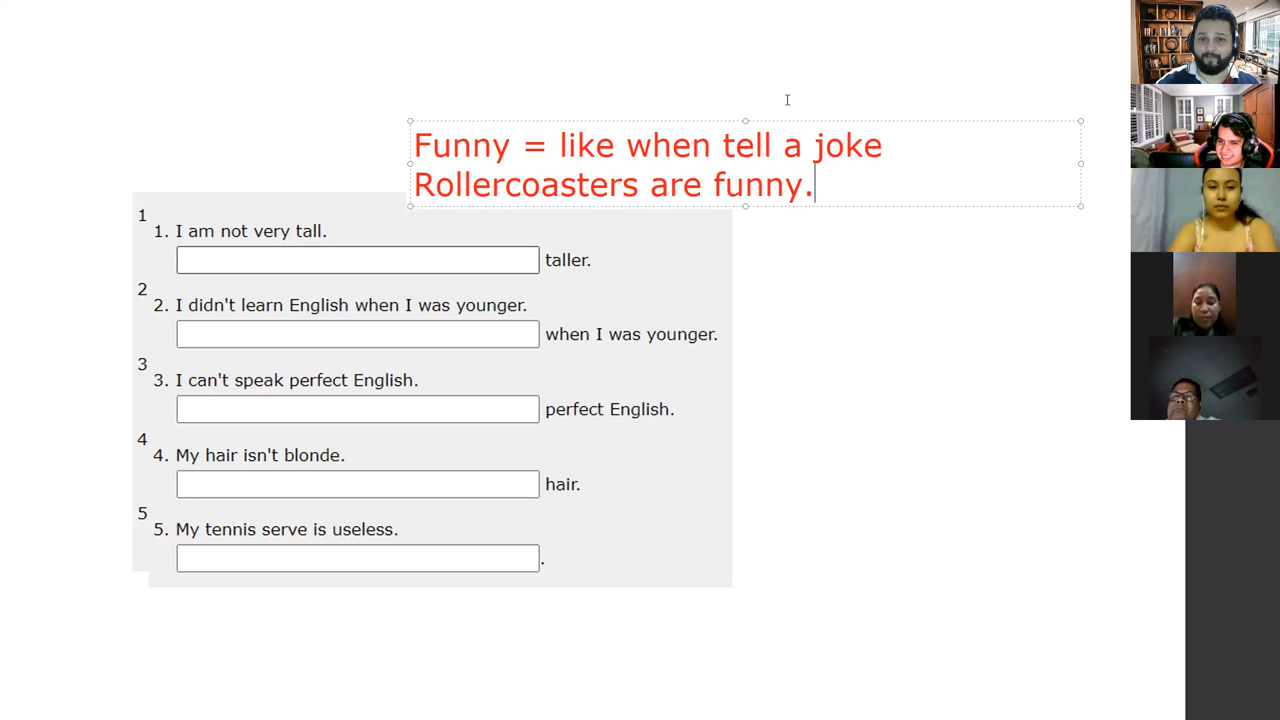 Funny = like when tell a joke
Rollercoasters are funny.
1
1. I am not very tall.
taller.
2
2. I didn't learn English when I was younger.
when I was younger.
3
3. I can't speak perfect English.
perfect English.
4
4. My hair isn't blonde.
hair.
5
5. My tennis serve is useless.
.